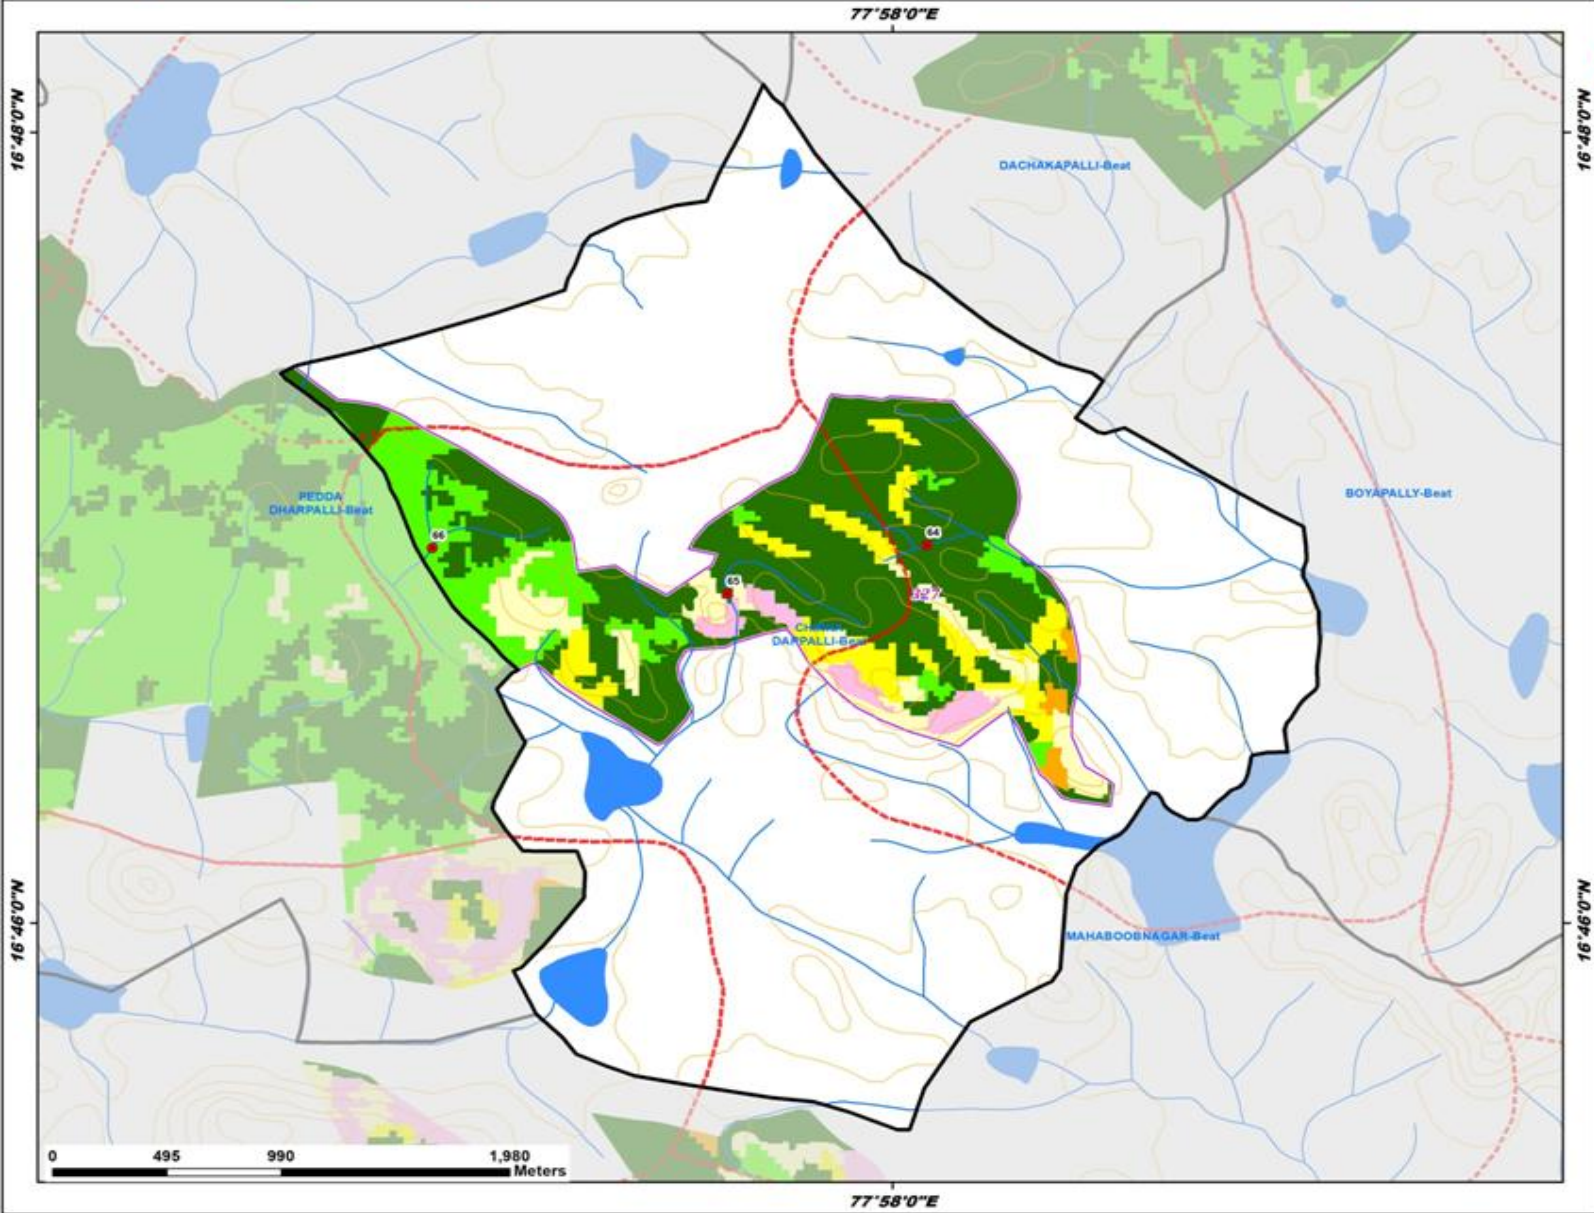 77°58'0"E
16°48'0"N
16°48'0"N
DACHAKAPALLI-Beat
PEDDA
DHARPALLI-Beat
BOYAPALLY-Beat
66
64
65
327
DARPALLI-Beat
16°46'0"N
16°46'0"N
MAHABOOBNAGAR-Beat
0 495 990 1,980
Meters
77°58'0"E